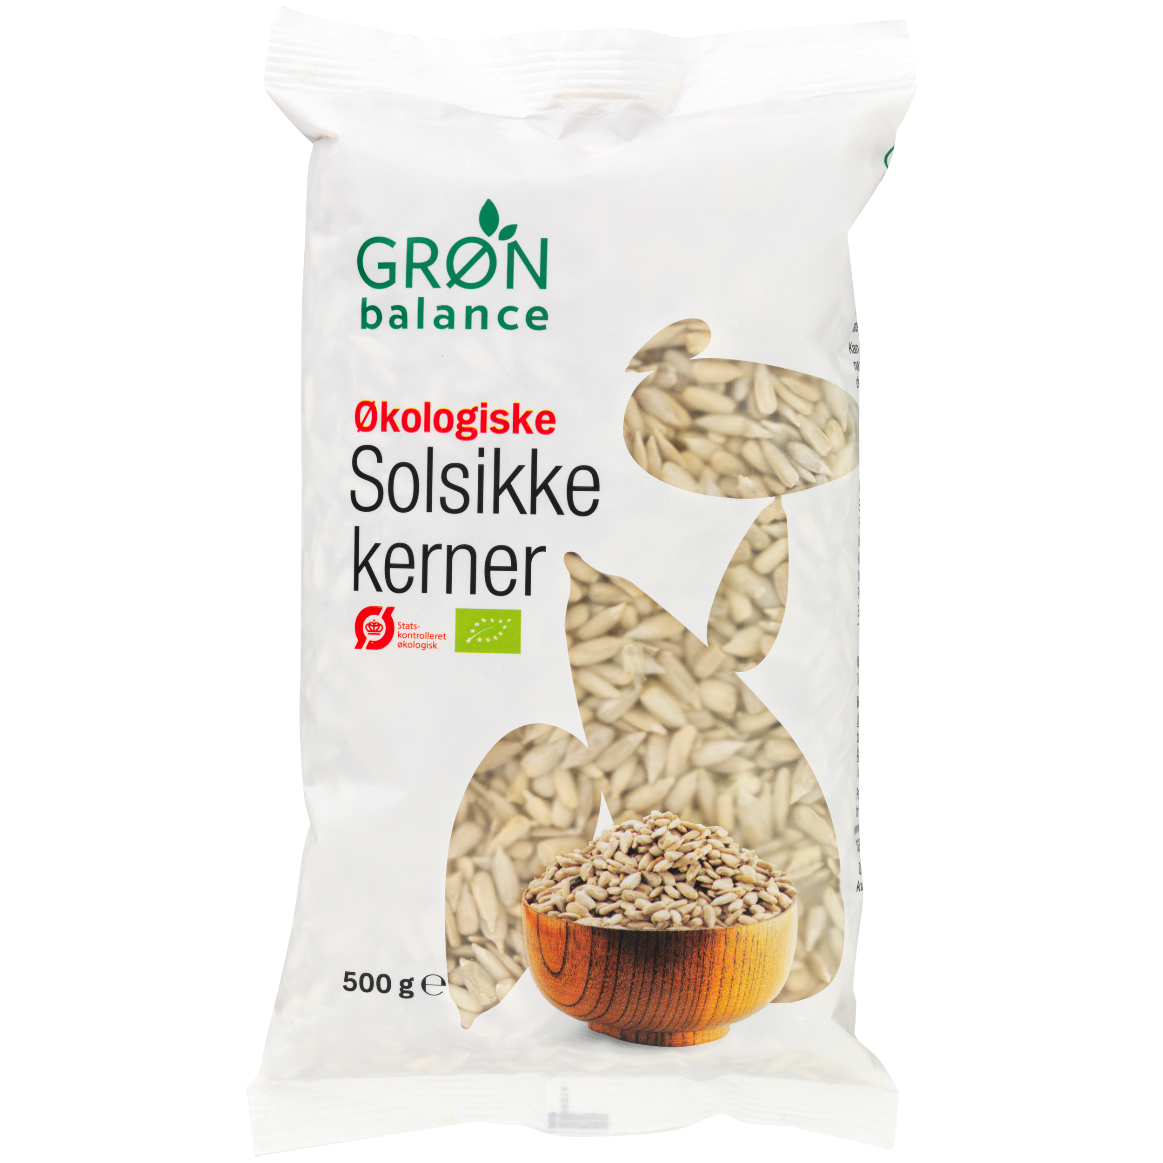 GRØN
balance
Økologiske
Solsikke
kerner
Stats-
kontrolleret
økologisk
500 g ℮